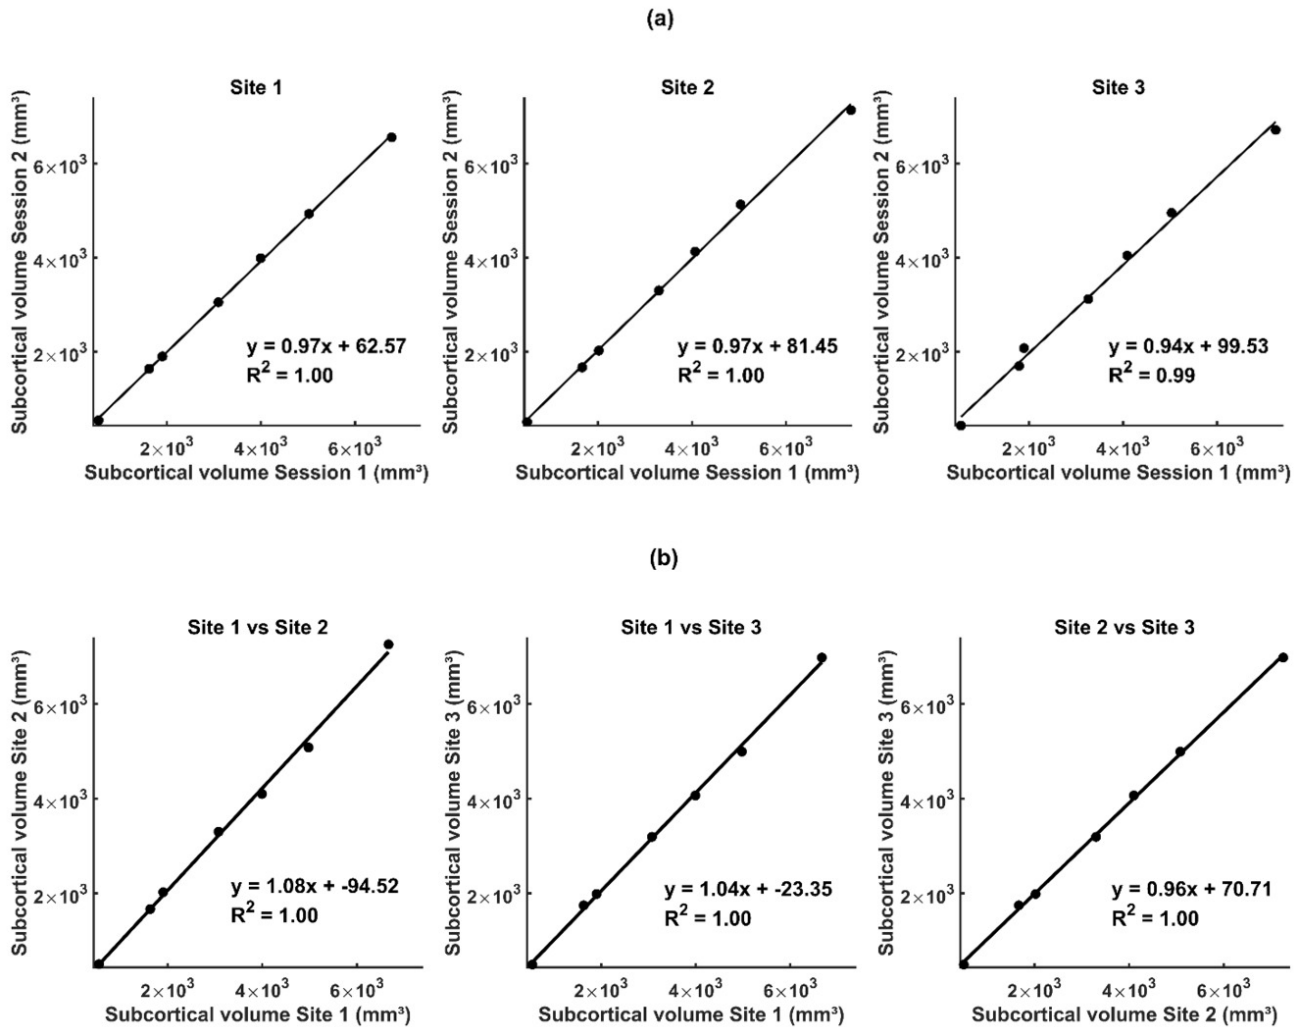 (a)
Site 1
Subcortical volume Session 2 (mm³)
6×10³
4×10³
2×10³
y = 0.97x + 62.57
R² = 1.00
2×10³ 4×10³ 6×10³
Subcortical volume Session 1 (mm³)
Site 2
Subcortical volume Session 2 (mm³)
6×10³
4×10³
2×10³
y = 0.97x + 81.45
R² = 1.00
2×10³ 4×10³ 6×10³
Subcortical volume Session 1 (mm³)
Site 3
Subcortical volume Session 2 (mm³)
6×10³
4×10³
2×10³
y = 0.94x + 99.53
R² = 0.99
2×10³ 4×10³ 6×10³
Subcortical volume Session 1 (mm³)
(b)
Site 1 vs Site 2
Subcortical volume Site 2 (mm³)
6×10³
4×10³
2×10³
y = 1.08x + -94.52
R² = 1.00
2×10³ 4×10³ 6×10³
Subcortical volume Site 1 (mm³)
Site 1 vs Site 3
Subcortical volume Site 3 (mm³)
6×10³
4×10³
2×10³
y = 1.04x + -23.35
R² = 1.00
2×10³ 4×10³ 6×10³
Subcortical volume Site 1 (mm³)
Site 2 vs Site 3
Subcortical volume Site 3 (mm³)
6×10³
4×10³
2×10³
y = 0.96x + 70.71
R² = 1.00
2×10³ 4×10³ 6×10³
Subcortical volume Site 2 (mm³)